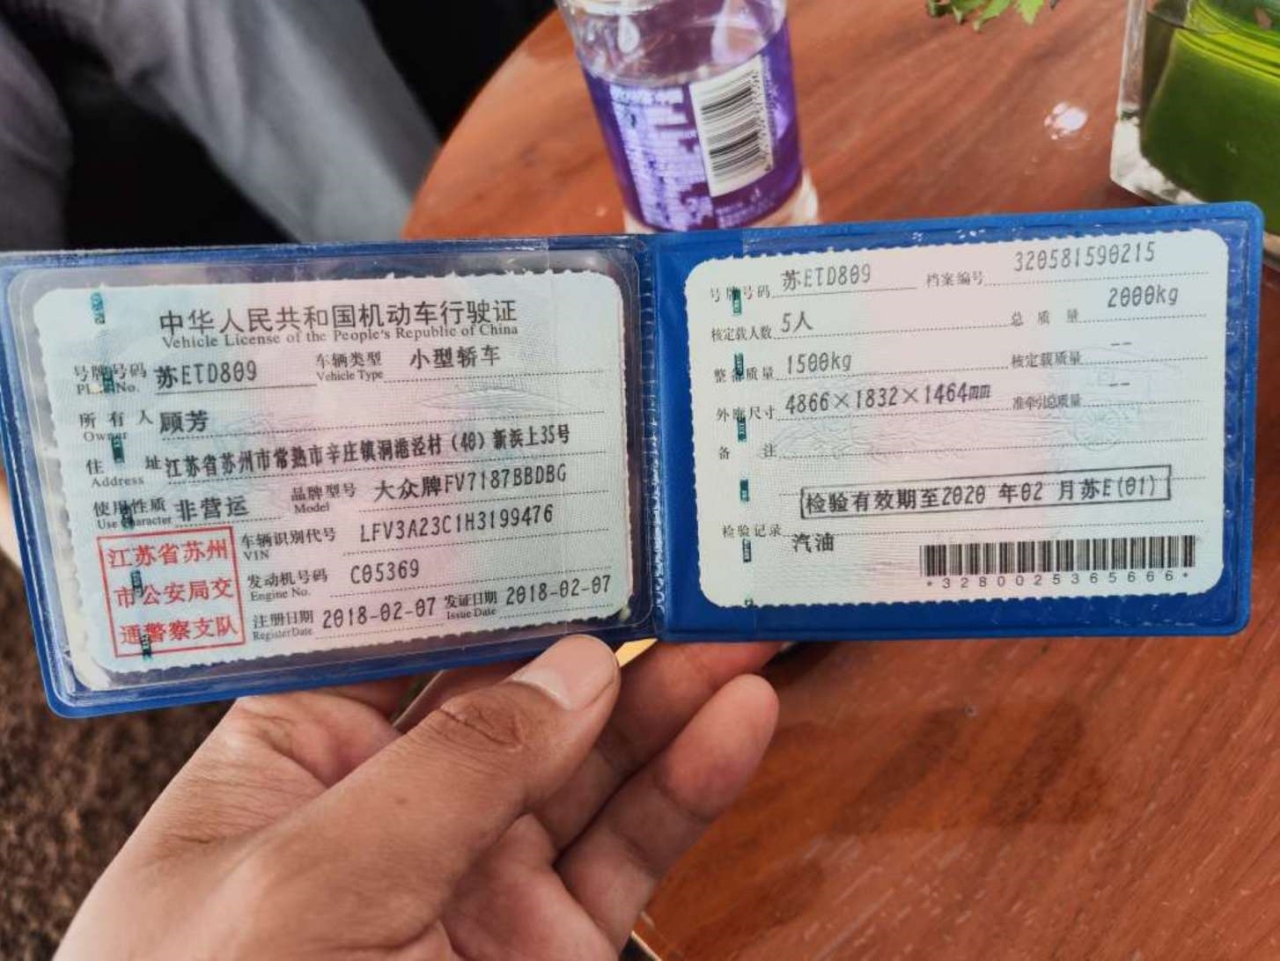 中华人民共和国机动车行驶证
Vehicle License of the People's Republic of China
号牌号码 苏ETD809 车辆类型 小型轿车
Plate No. Vehicle Type
所有人 顾芳
Owner
住址 江苏省苏州市常熟市辛庄镇洞港泾村(40)新浜上35号
Address
使用性质 非营运 品牌型号 大众牌FV7187BBDBG
Use Character Model
江苏省苏州
市公安局交
通警察支队
车辆识别代号 LFV3A23C1H3199476
VIN
发动机号码 C05369
Engine No.
注册日期 2018-02-07 发证日期 2018-02-07
Register Date Issue Date
号牌号码 苏ETD809 档案编号 320581590215
核定载人数 5人 总质量 2000kg
整备质量 1500kg 核定载质量 --
外廓尺寸 4866×1832×1464mm 准牵引总质量 --
备注
检验有效期至2020 年02 月苏E(01)
检验记录 汽油
*3280025365666*